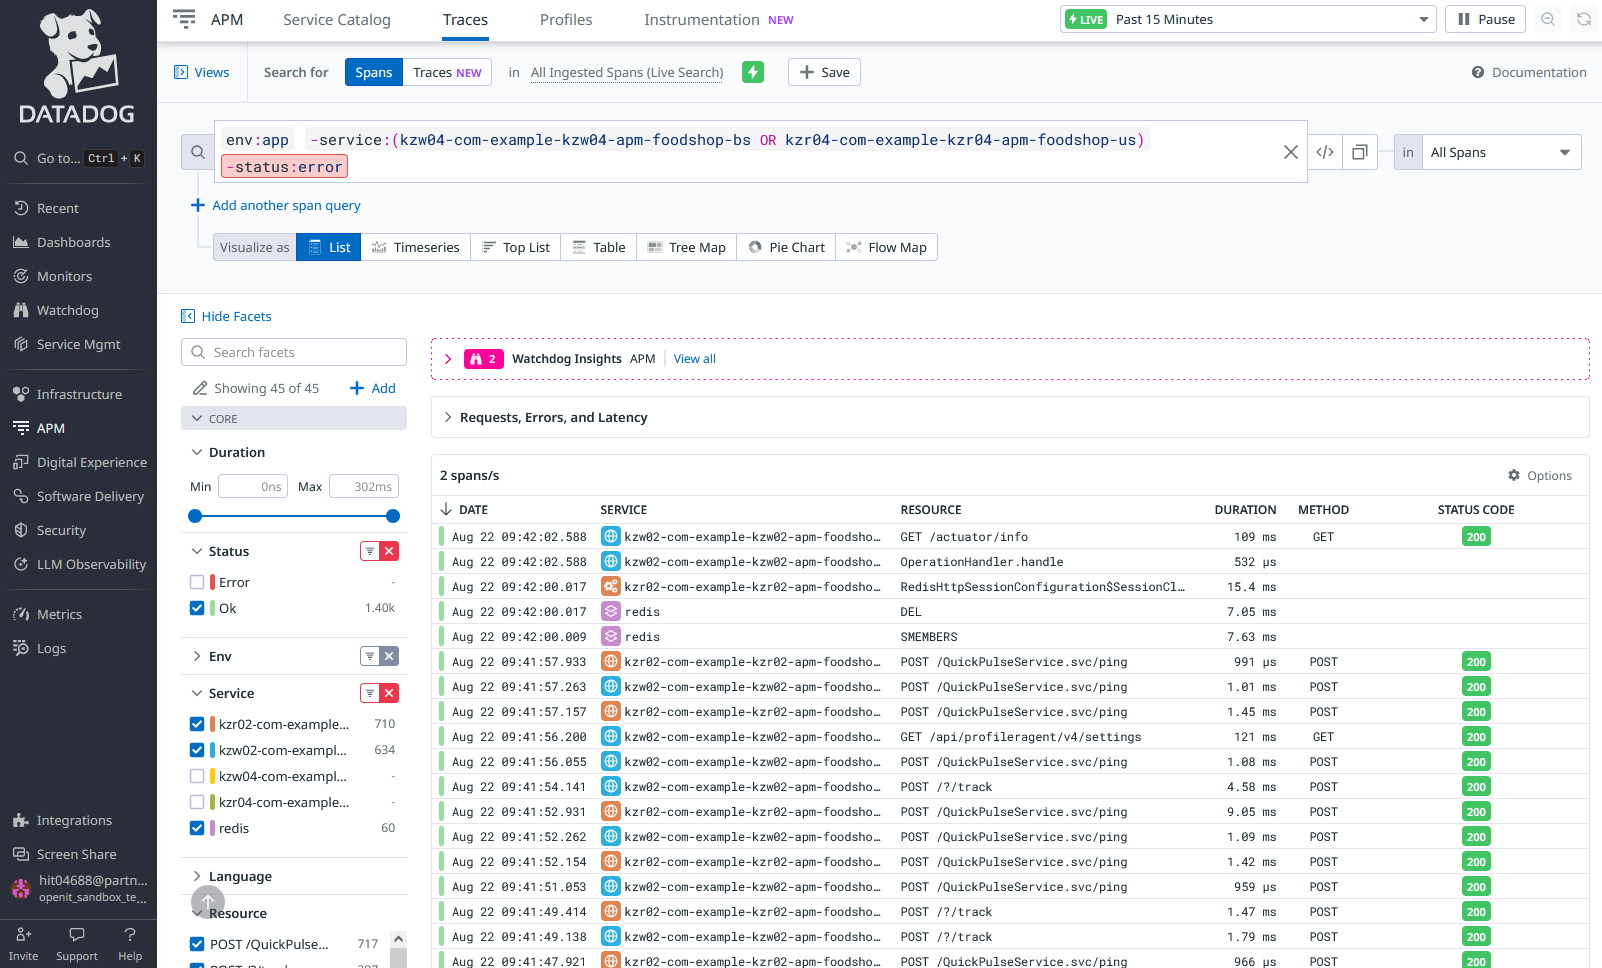 DATADOG
Go to... Ctrl + K
Recent
Dashboards
Monitors
Watchdog
Service Mgmt
Infrastructure
APM
Digital Experience
Software Delivery
Security
LLM Observability
Metrics
Logs
Integrations
Screen Share
hit04688@partn...
openit_sandbox_te...
Invite Support Help
APM Service Catalog Traces Profiles Instrumentation NEW
LIVE Past 15 Minutes Pause
Views Search for Spans Traces NEW in All Ingested Spans (Live Search) Save Documentation
env:app -service:(kzw04-com-example-kzw04-apm-foodshop-bs OR kzr04-com-example-kzr04-apm-foodshop-us)
-status:error
</> in All Spans
Add another span query
Visualize as List Timeseries Top List Table Tree Map Pie Chart Flow Map
Hide Facets
Search facets
Showing 45 of 45 Add
CORE
Duration
Min 0ns Max 302ms
Status
Error -
Ok 1.40k
Env
Service
kzr02-com-example... 710
kzw02-com-exampl... 634
kzw04-com-exampl... -
kzr04-com-example... -
redis 60
Language
Resource
POST /QuickPulse... 717
2 Watchdog Insights APM View all
Requests, Errors, and Latency
2 spans/s Options
DATE SERVICE RESOURCE DURATION METHOD STATUS CODE
Aug 22 09:42:02.588 kzw02-com-example-kzw02-apm-foodsho... GET /actuator/info 109 ms GET 200
Aug 22 09:42:02.588 kzw02-com-example-kzw02-apm-foodsho... OperationHandler.handle 532 µs
Aug 22 09:42:00.017 kzr02-com-example-kzr02-apm-foodsho... RedisHttpSessionConfiguration$SessionCl... 15.4 ms
Aug 22 09:42:00.017 redis DEL 7.05 ms
Aug 22 09:42:00.009 redis SMEMBERS 7.63 ms
Aug 22 09:41:57.933 kzr02-com-example-kzr02-apm-foodsho... POST /QuickPulseService.svc/ping 991 µs POST 200
Aug 22 09:41:57.263 kzw02-com-example-kzw02-apm-foodsho... POST /QuickPulseService.svc/ping 1.01 ms POST 200
Aug 22 09:41:57.157 kzr02-com-example-kzr02-apm-foodsho... POST /QuickPulseService.svc/ping 1.45 ms POST 200
Aug 22 09:41:56.200 kzw02-com-example-kzw02-apm-foodsho... GET /api/profileragent/v4/settings 121 ms GET 200
Aug 22 09:41:56.055 kzw02-com-example-kzw02-apm-foodsho... POST /QuickPulseService.svc/ping 1.08 ms POST 200
Aug 22 09:41:54.141 kzw02-com-example-kzw02-apm-foodsho... POST /?/track 4.58 ms POST 200
Aug 22 09:41:52.931 kzr02-com-example-kzr02-apm-foodsho... POST /QuickPulseService.svc/ping 9.05 ms POST 200
Aug 22 09:41:52.262 kzw02-com-example-kzw02-apm-foodsho... POST /QuickPulseService.svc/ping 1.09 ms POST 200
Aug 22 09:41:52.154 kzr02-com-example-kzr02-apm-foodsho... POST /QuickPulseService.svc/ping 1.42 ms POST 200
Aug 22 09:41:51.053 kzw02-com-example-kzw02-apm-foodsho... POST /QuickPulseService.svc/ping 959 µs POST 200
Aug 22 09:41:49.414 kzr02-com-example-kzr02-apm-foodsho... POST /?/track 1.47 ms POST 200
Aug 22 09:41:49.138 kzw02-com-example-kzw02-apm-foodsho... POST /?/track 1.79 ms POST 200
Aug 22 09:41:47.921 kzr02-com-example-kzr02-apm-foodsho... POST /QuickPulseService.svc/ping 966 µs POST 200